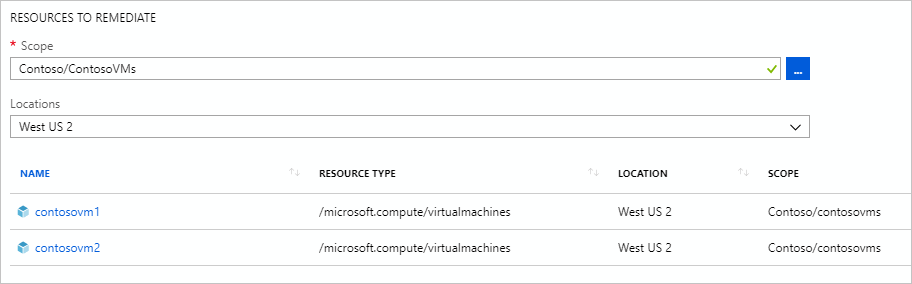 RESOURCES TO REMEDIATE
* Scope
Contoso/ContosoVMs
...
Locations
West US 2
NAME RESOURCE TYPE LOCATION SCOPE
contosovm1 /microsoft.compute/virtualmachines West US 2 Contoso/contosovms
contosovm2 /microsoft.compute/virtualmachines West US 2 Contoso/contosovms